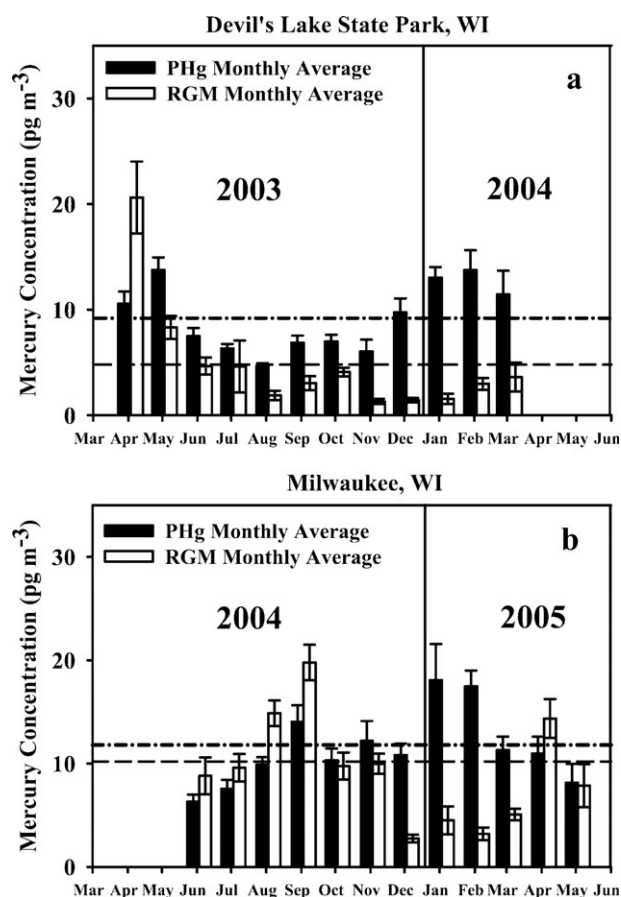 Devil's Lake State Park, WI
PHg Monthly Average
RGM Monthly Average
a
2003
2004
Mercury Concentration (pg m⁻³)
30
20
10
0
Mar Apr May Jun Jul Aug Sep Oct Nov Dec Jan Feb Mar Apr May Jun
Milwaukee, WI
PHg Monthly Average
RGM Monthly Average
b
2004
2005
Mercury Concentration (pg m⁻³)
30
20
10
0
Mar Apr May Jun Jul Aug Sep Oct Nov Dec Jan Feb Mar Apr May Jun